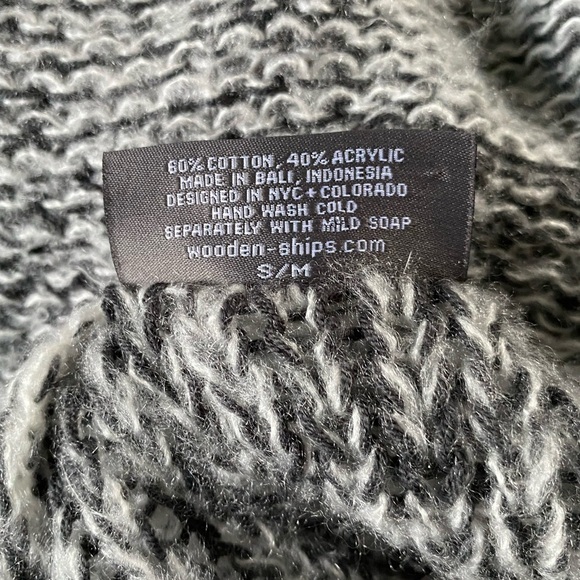 60% COTTON, 40% ACRYLIC
MADE IN BALI, INDONESIA
DESIGNED IN NYC + COLORADO
HAND WASH COLD
SEPARATELY WITH MILD SOAP
wooden-ships.com
S/M